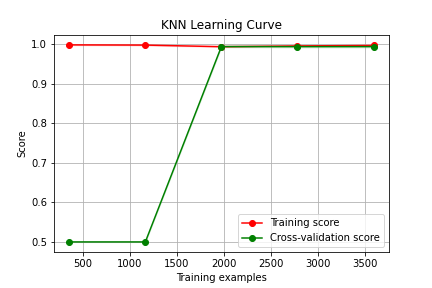 KNN Learning Curve
Score
1.0
0.9
0.8
0.7
0.6
0.5
Training score
Cross-validation score
500 1000 1500 2000 2500 3000 3500
Training examples